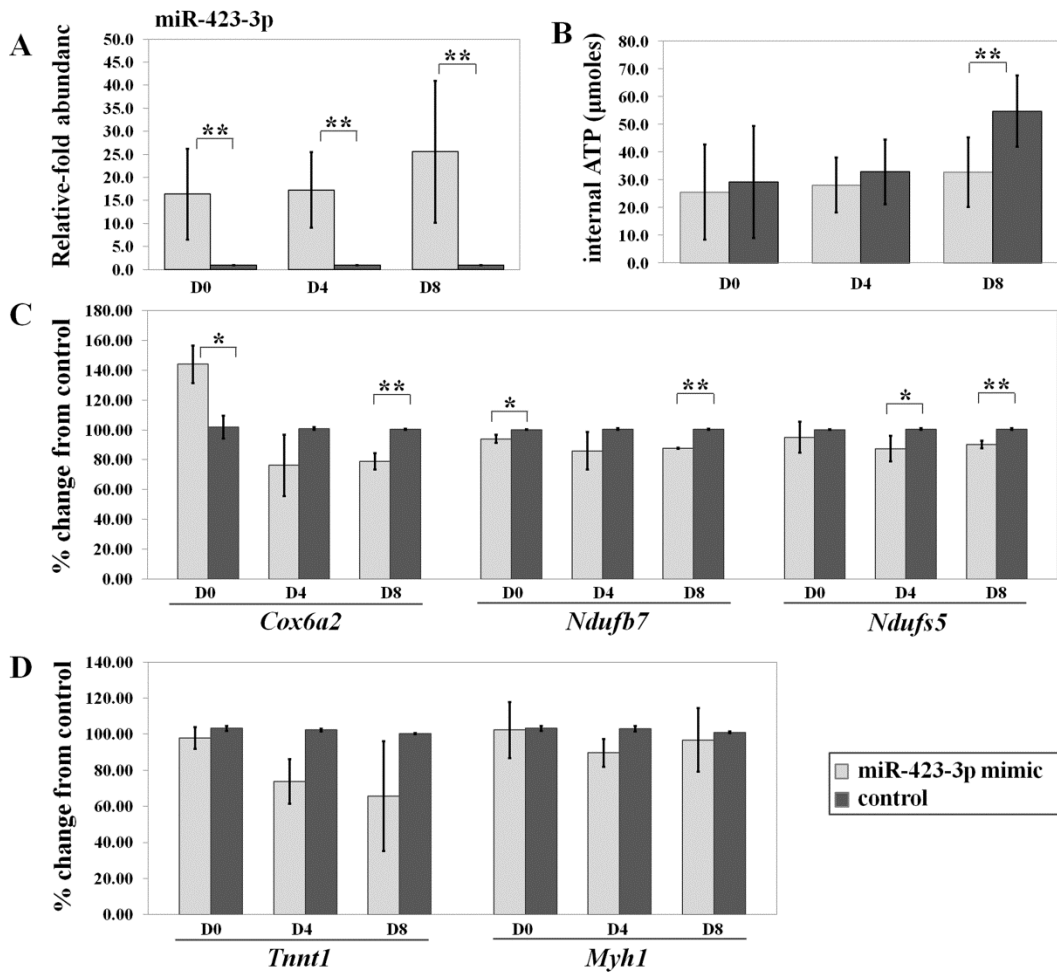 A
miR-423-3p
Relative-fold abundanc
50.0
45.0
40.0
35.0
30.0
25.0
20.0
15.0
10.0
5.0
0.0
**
**
**
D0 D4 D8
B
internal ATP (µmoles)
80.0
70.0
60.0
50.0
40.0
30.0
20.0
10.0
0.0
**
D0 D4 D8
C
% change from control
180.00
160.00
140.00
120.00
100.00
80.00
60.00
40.00
20.00
0.00
*
**
*
**
*
**
D0 D4 D8 D0 D4 D8 D0 D4 D8
Cox6a2 Ndufb7 Ndufs5
D
% change from control
140.00
120.00
100.00
80.00
60.00
40.00
20.00
0.00
D0 D4 D8 D0 D4 D8
Tnnt1 Myh1
miR-423-3p mimic
control